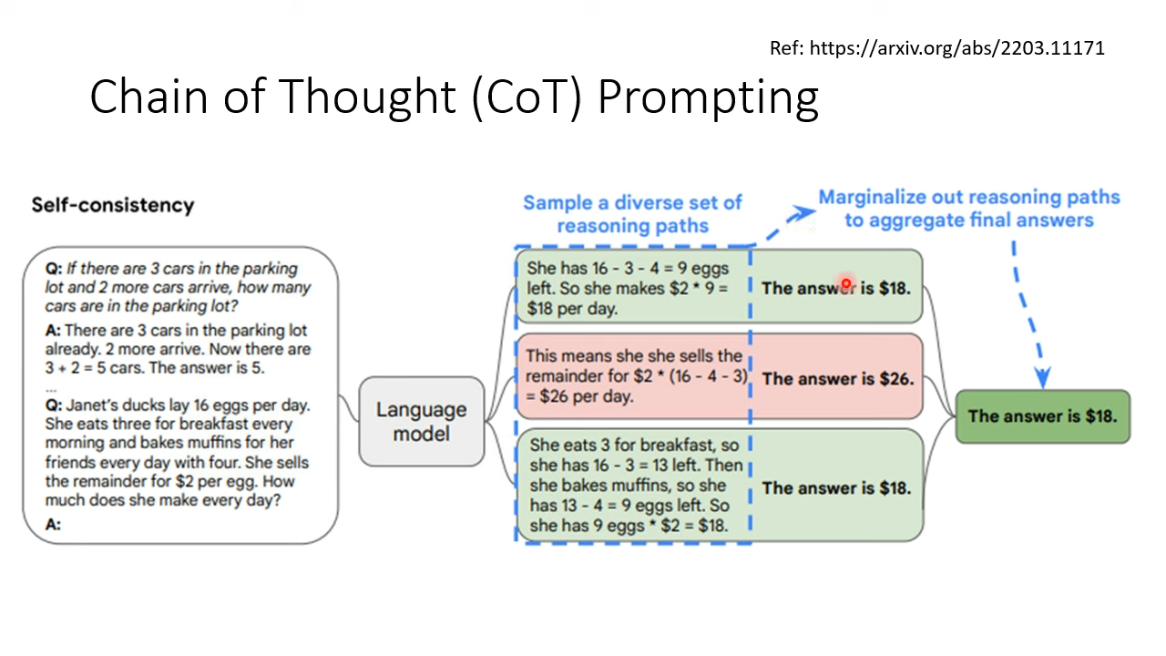 Ref: https://arxiv.org/abs/2203.11171
Chain of Thought (CoT) Prompting
Self-consistency
Q: If there are 3 cars in the parking
lot and 2 more cars arrive, how many
cars are in the parking lot?
A: There are 3 cars in the parking lot
already. 2 more arrive. Now there are
3 + 2 = 5 cars. The answer is 5.
...
Q: Janet's ducks lay 16 eggs per day.
She eats three for breakfast every
morning and bakes muffins for her
friends every day with four. She sells
the remainder for $2 per egg. How
much does she make every day?
A:
Language
model
Sample a diverse set of
reasoning paths
She has 16 - 3 - 4 = 9 eggs
left. So she makes $2 * 9 =
$18 per day.
The answer is $18.
This means she she sells the
remainder for $2 * (16 - 4 - 3)
= $26 per day.
The answer is $26.
She eats 3 for breakfast, so
she has 16 - 3 = 13 left. Then
she bakes muffins, so she
has 13 - 4 = 9 eggs left. So
she has 9 eggs * $2 = $18.
The answer is $18.
Marginalize out reasoning paths
to aggregate final answers
The answer is $18.